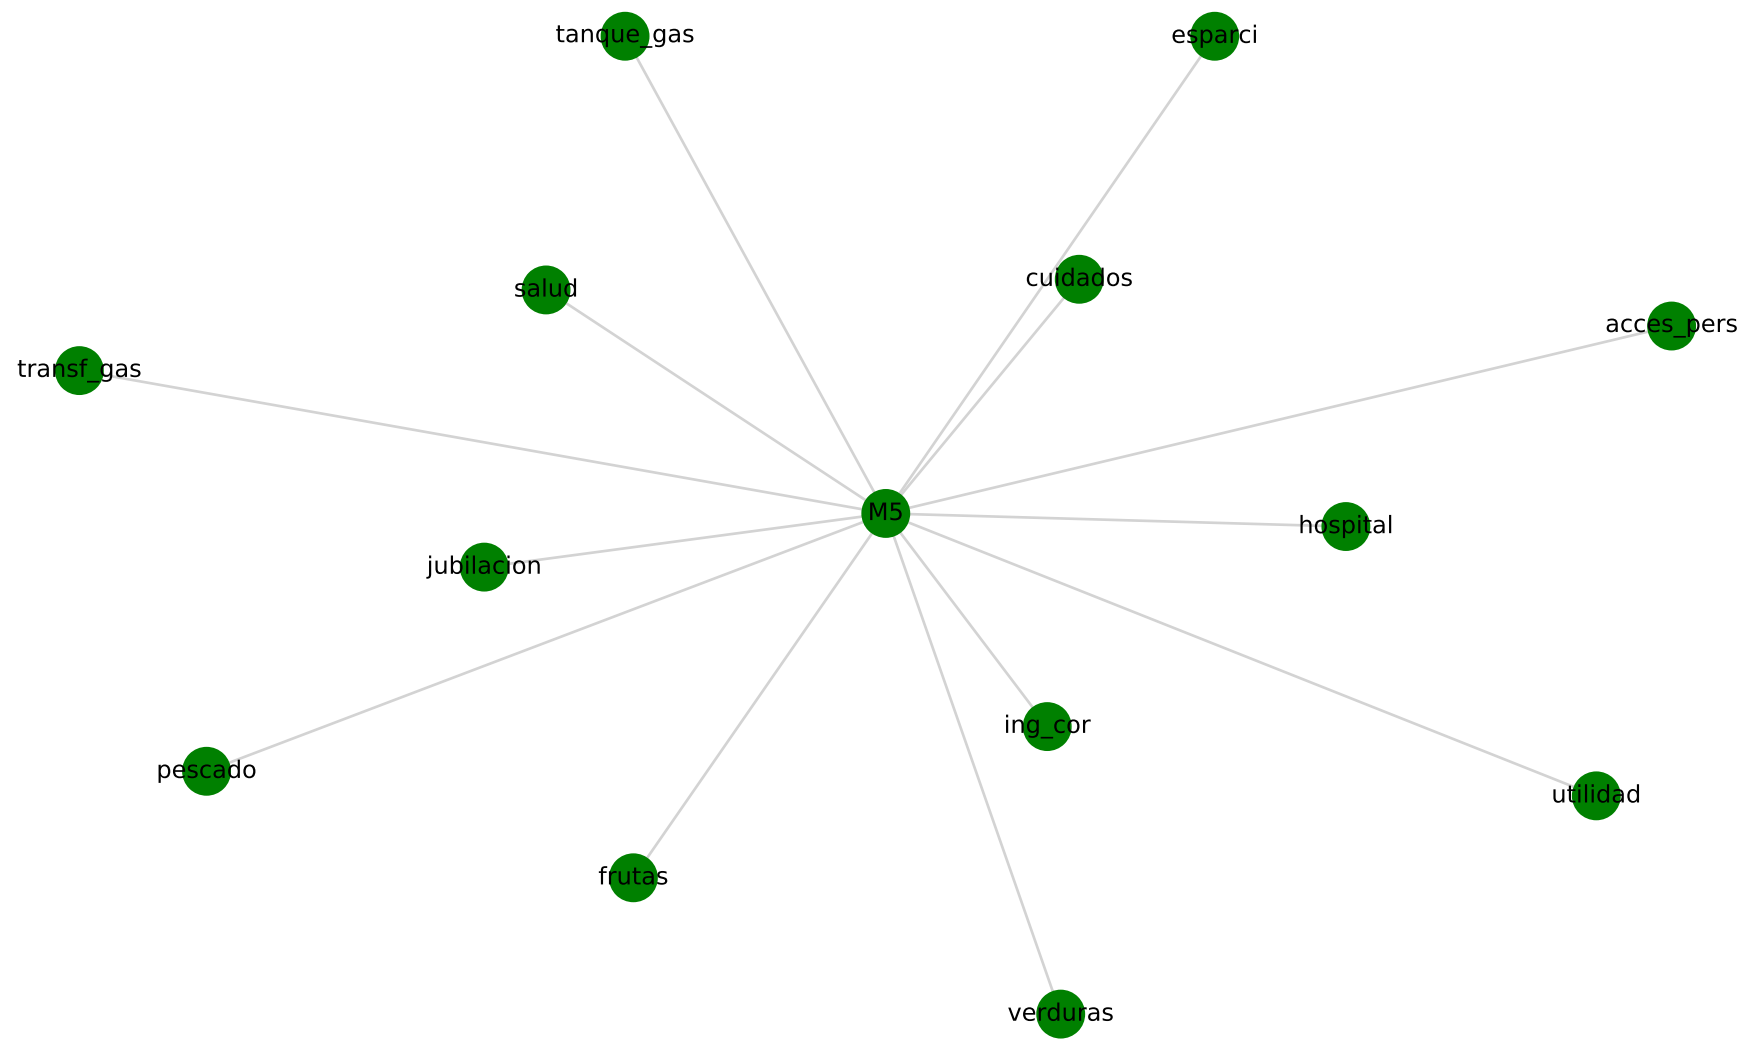 tanque_gas
esparci
salud
cuidados
acces_pers
transf_gas
M5
hospital
jubilacion
ing_cor
pescado
utilidad
frutas
verduras